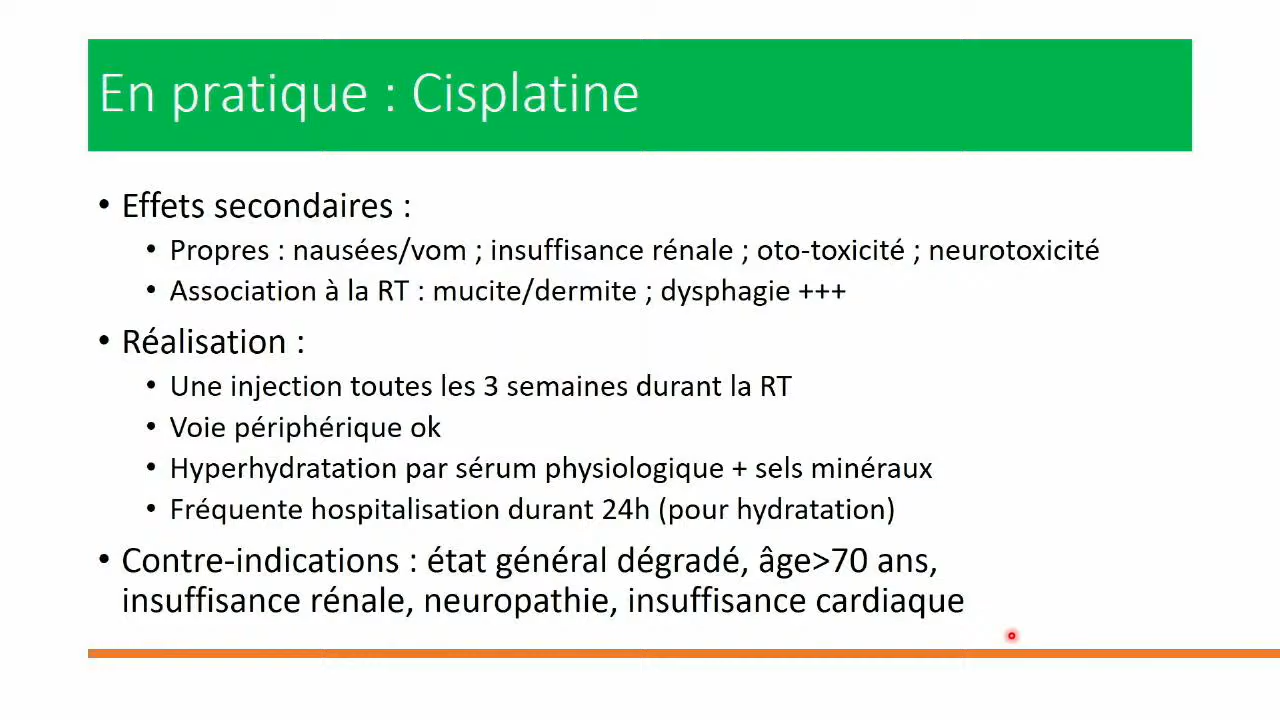 En pratique : Cisplatine
• Effets secondaires :
• Propres : nausées/vom ; insuffisance rénale ; oto-toxicité ; neurotoxicité
• Association à la RT : mucite/dermite ; dysphagie +++
• Réalisation :
• Une injection toutes les 3 semaines durant la RT
• Voie périphérique ok
• Hyperhydratation par sérum physiologique + sels minéraux
• Fréquente hospitalisation durant 24h (pour hydratation)
• Contre-indications : état général dégradé, âge>70 ans,
insuffisance rénale, neuropathie, insuffisance cardiaque